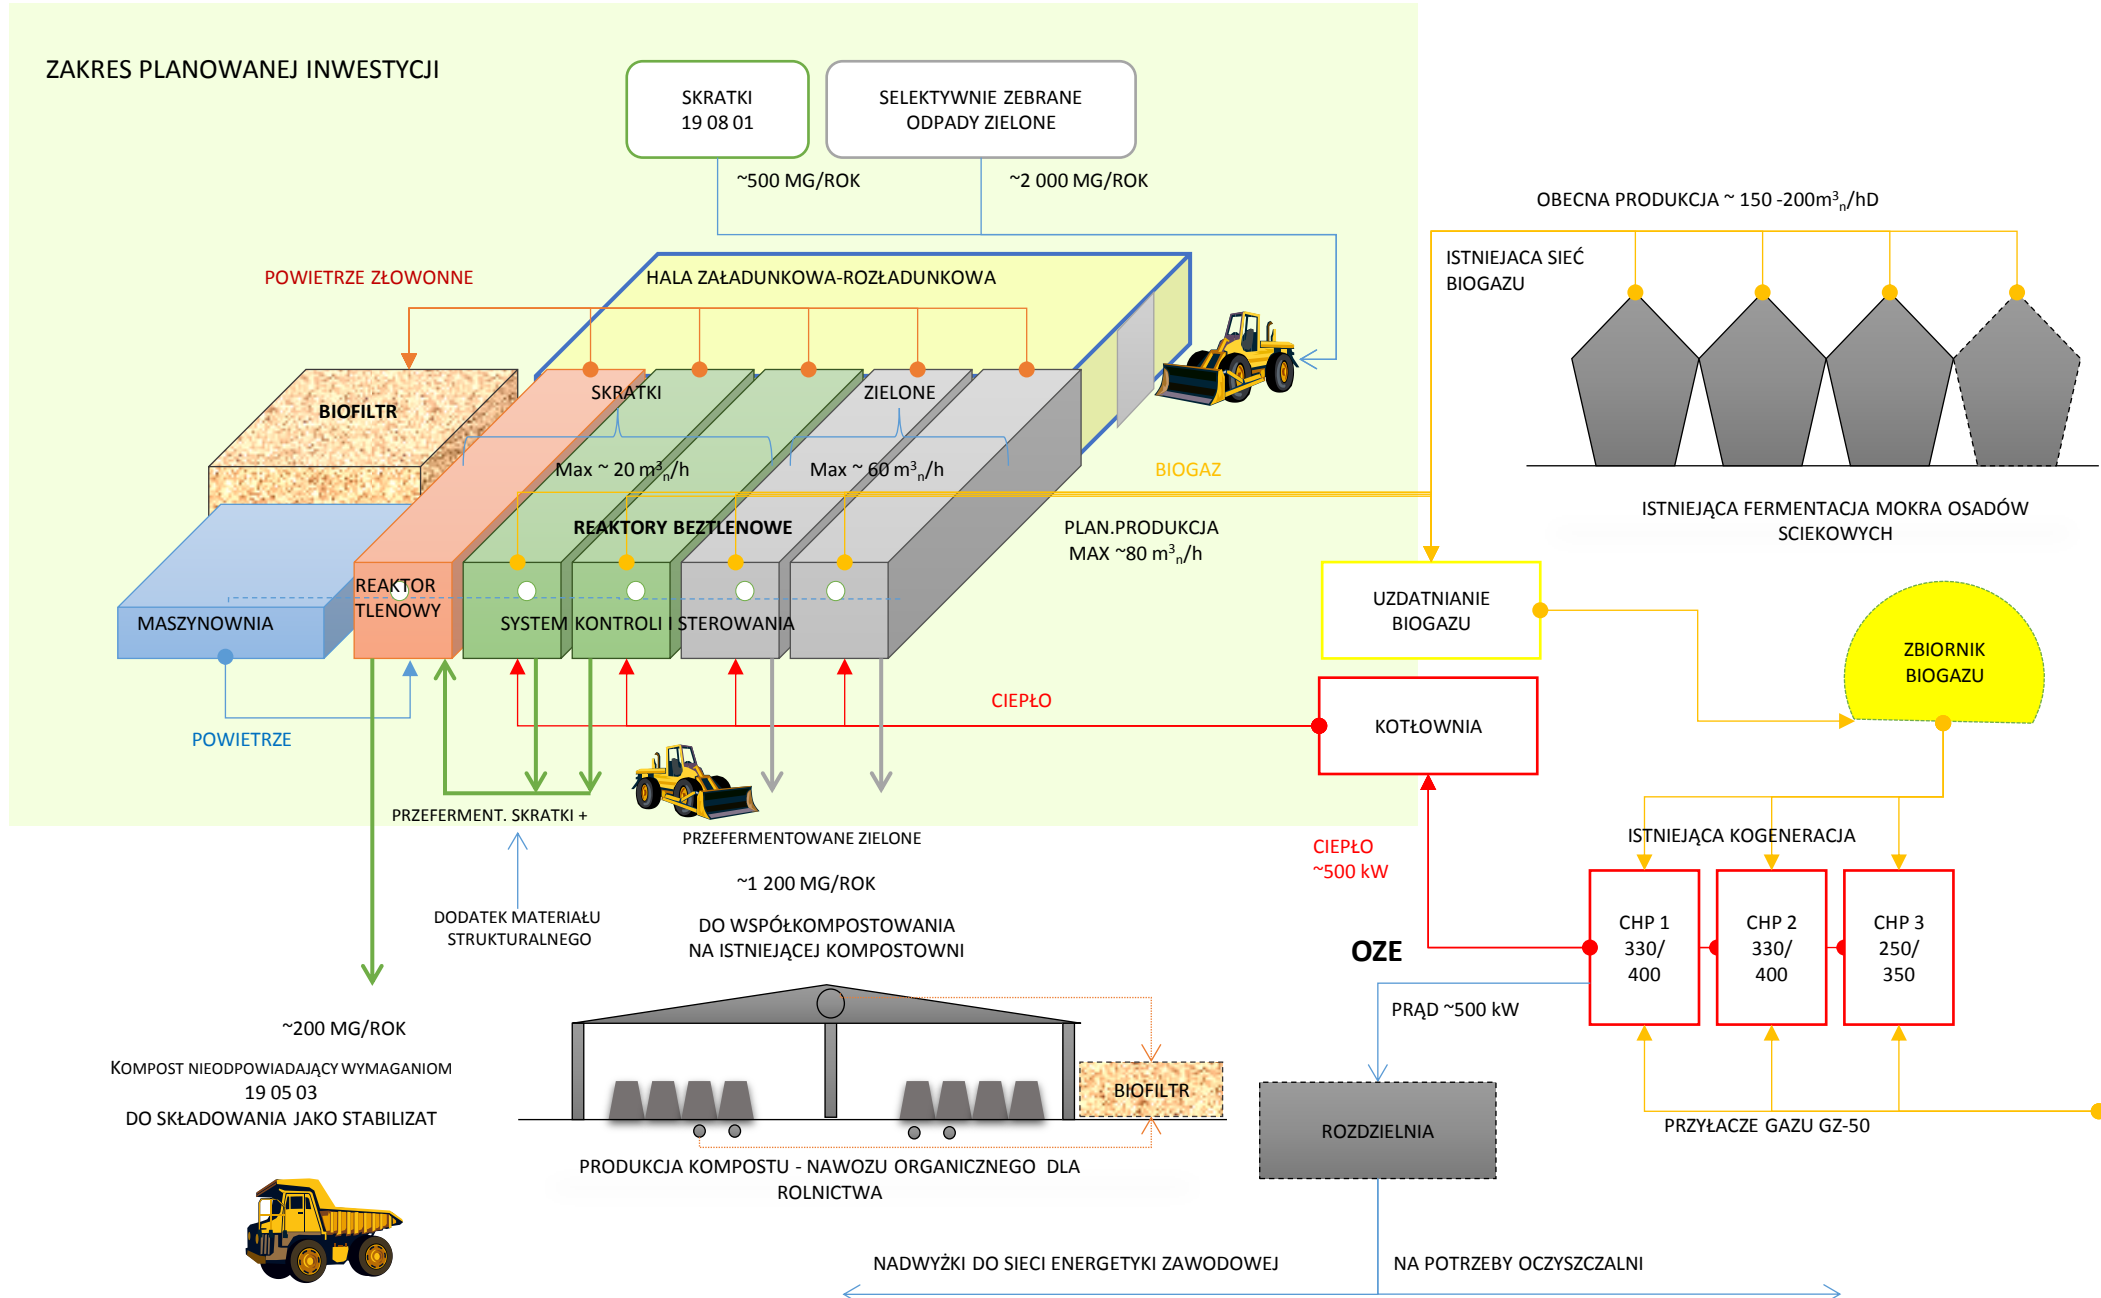 ZAKRES PLANOWANEJ INWESTYCJI
SKRATKI
19 08 01
SELEKTYWNIE ZEBRANE
ODPADY ZIELONE
~500 MG/ROK
~2 000 MG/ROK
OBECNA PRODUKCJA ~ 150 -200m³ₙ/hD
ISTNIEJACA SIEĆ
BIOGAZU
POWIETRZE ZŁOWONNE
HALA ZAŁADUNKOWA-ROZŁADUNKOWA
BIOFILTR
SKRATKI
ZIELONE
Max ~ 20 m³ₙ/h
Max ~ 60 m³ₙ/h
BIOGAZ
REAKTORY BEZTLENOWE
PLAN.PRODUKCJA
MAX ~80 m³ₙ/h
ISTNIEJĄCA FERMENTACJA MOKRA OSADÓW
SCIEKOWYCH
REAKTOR
TLENOWY
MASZYNOWNIA
SYSTEM KONTROLI I STEROWANIA
UZDATNIANIE
BIOGAZU
ZBIORNIK
BIOGAZU
POWIETRZE
CIEPŁO
KOTŁOWNIA
PRZEFERMENT. SKRATKI +
PRZEFERMENTOWANE ZIELONE
CIEPŁO
~500 kW
ISTNIEJĄCA KOGENERACJA
~1 200 MG/ROK
DODATEK MATERIAŁU
STRUKTURALNEGO
DO WSPÓŁKOMPOSTOWANIA
NA ISTNIEJĄCEJ KOMPOSTOWNI
OZE
CHP 1
330/
400
CHP 2
330/
400
CHP 3
250/
350
PRĄD ~500 kW
~200 MG/ROK
KOMPOST NIEODPOWIADAJĄCY WYMAGANIOM
19 05 03
DO SKŁADOWANIA JAKO STABILIZAT
BIOFILTR
ROZDZIELNIA
PRZYŁACZE GAZU GZ-50
PRODUKCJA KOMPOSTU - NAWOZU ORGANICZNEGO DLA
ROLNICTWA
NADWYŻKI DO SIECI ENERGETYKI ZAWODOWEJ
NA POTRZEBY OCZYSZCZALNI